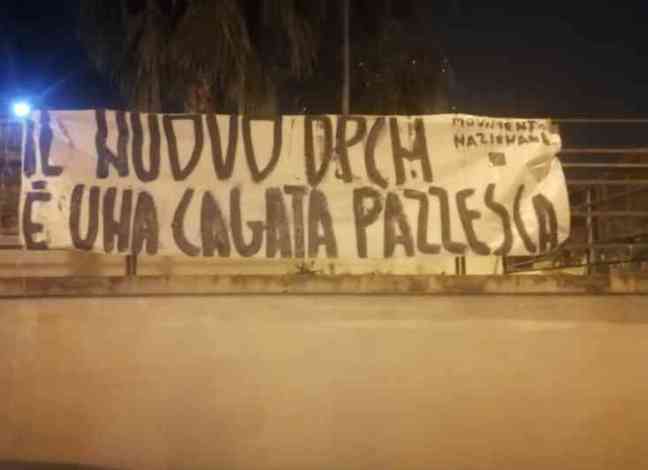 IL NUOVO DPCM
È UNA CAGATA PAZZESCA
MOVIMENTO
NAZIONALE